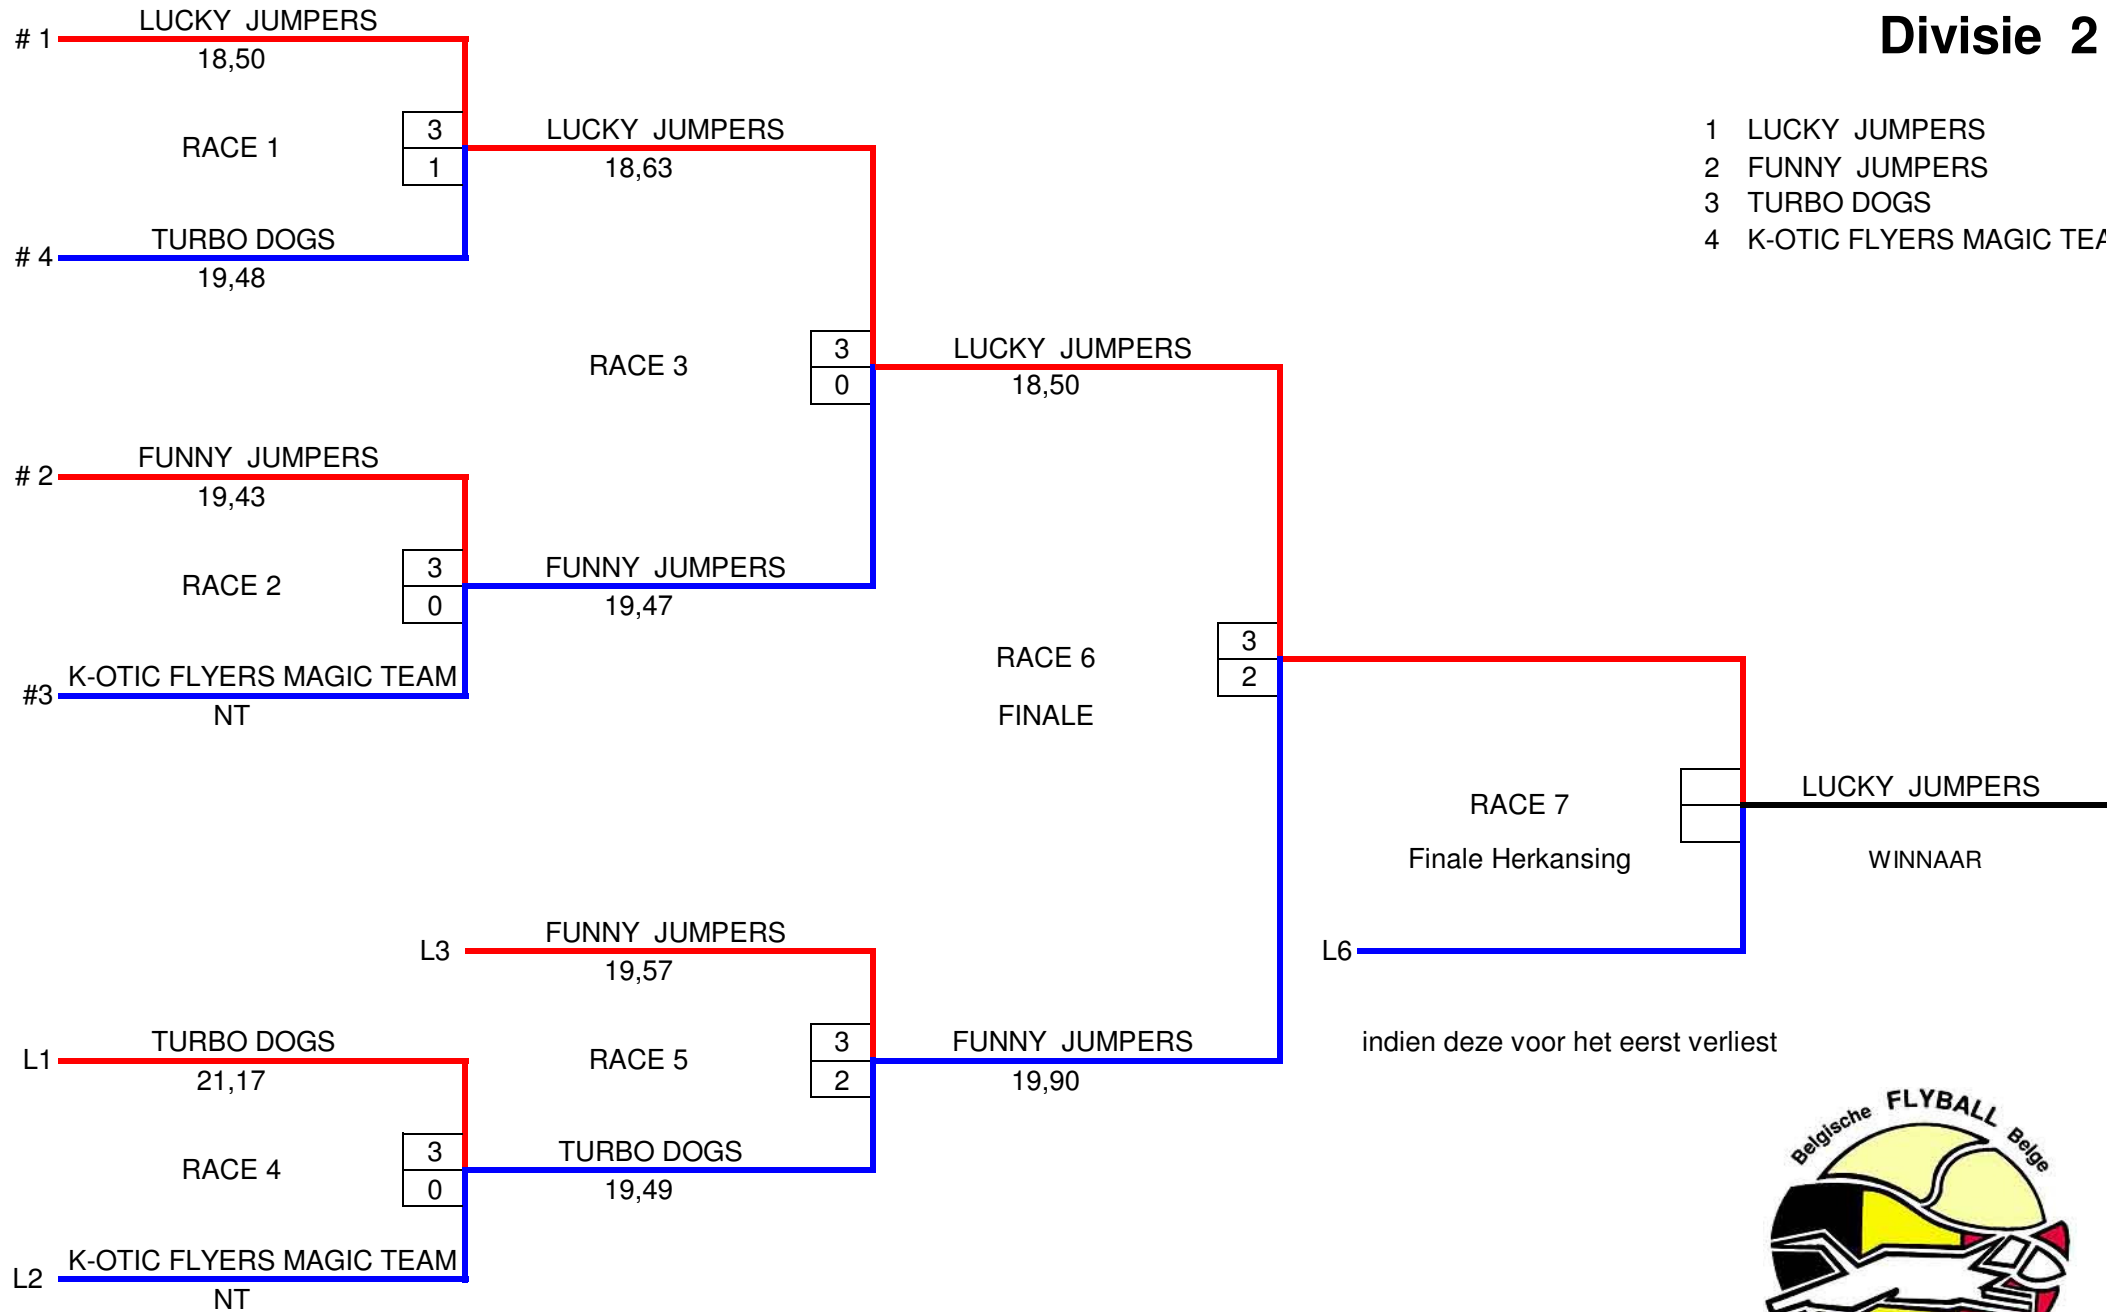 Divisie 2
1 LUCKY JUMPERS
2 FUNNY JUMPERS
3 TURBO DOGS
4 K-OTIC FLYERS MAGIC TEA
# 1
LUCKY JUMPERS
18,50
RACE 1
3
1
# 4
TURBO DOGS
19,48
LUCKY JUMPERS
18,63
RACE 3
3
0
# 2
FUNNY JUMPERS
19,43
RACE 2
3
0
#3
K-OTIC FLYERS MAGIC TEAM
NT
FUNNY JUMPERS
19,47
LUCKY JUMPERS
18,50
RACE 6
FINALE
3
2
RACE 7
Finale Herkansing
LUCKY JUMPERS
WINNAAR
L6
indien deze voor het eerst verliest
L3
FUNNY JUMPERS
19,57
RACE 5
3
2
FUNNY JUMPERS
19,90
L1
TURBO DOGS
21,17
RACE 4
3
0
TURBO DOGS
19,49
L2
K-OTIC FLYERS MAGIC TEAM
NT
Belgische FLYBALL Belge